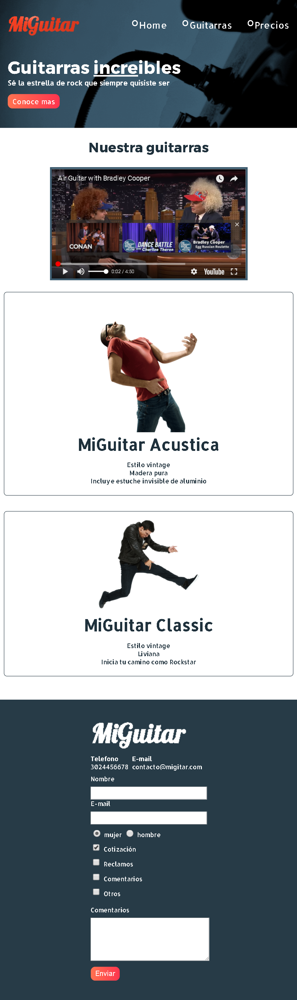 MiGuitar
Home Guitarras Precios
Guitarras increibles
Sé la estrella de rock que siempre quisiste ser
Conoce mas
Nuestra guitarras
Air Guitar with Bradley Cooper
CONAN
DANCE BATTLE
with Charlize Theron
Bradley Cooper
Egg Russian Roulette
0:02 / 4:50
YouTube
MiGuitar Acustica
Estilo vintage
Madera pura
Incluye estuche invisible de aluminio
MiGuitar Classic
Estilo vintage
Liviana
Inicia tu camino como Rockstar
MiGuitar
Telefono E-mail
3024456678 contacto@migitar.com
Nombre
E-mail
mujer hombre
Cotización
Reclamos
Comentarios
Otros
Comentarios
Enviar